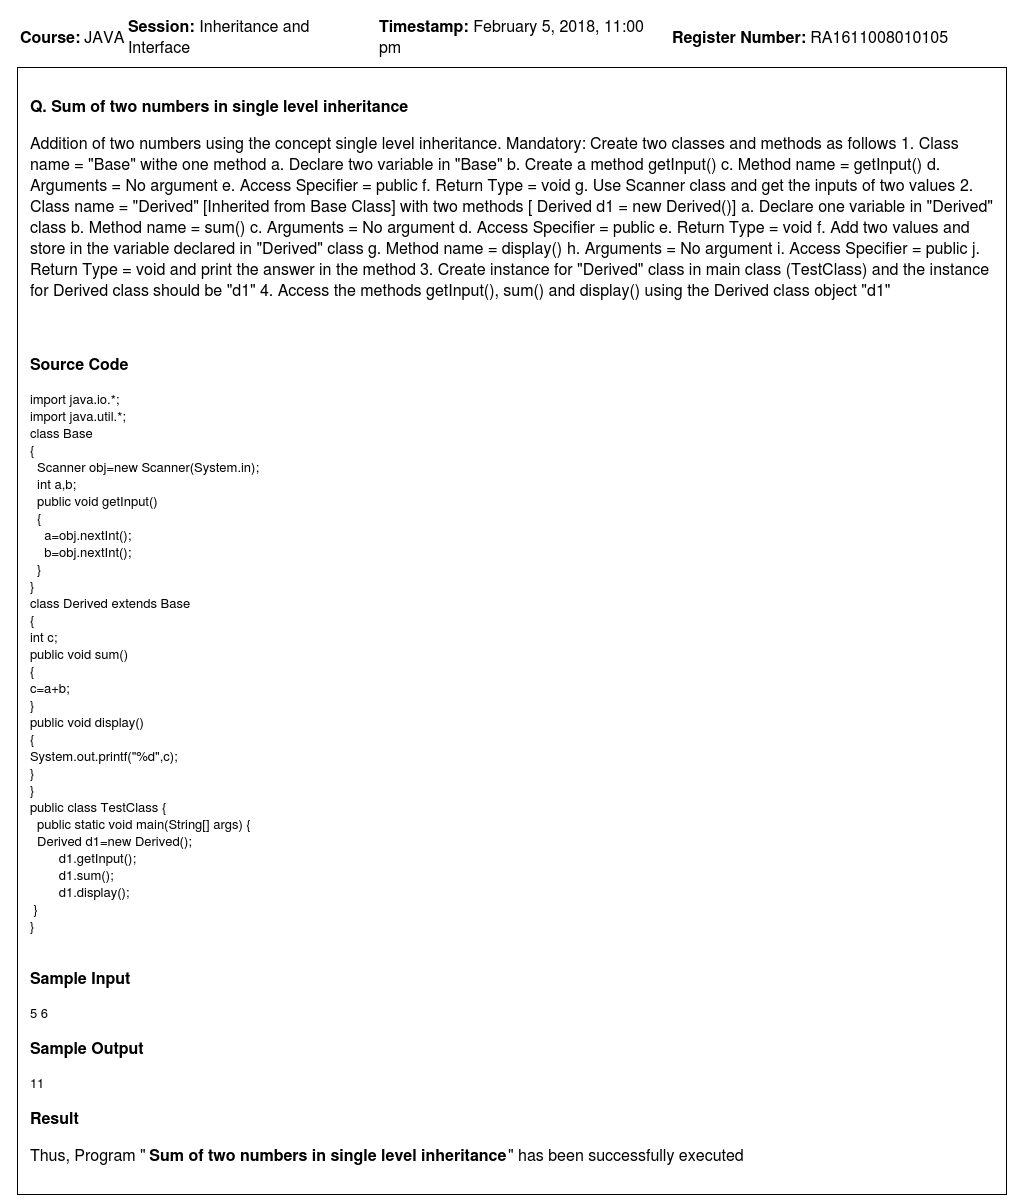 Course: JAVA Session: Inheritance and Interface Timestamp: February 5, 2018, 11:00 pm Register Number: RA1611008010105
Q. Sum of two numbers in single level inheritance
Addition of two numbers using the concept single level inheritance. Mandatory: Create two classes and methods as follows 1. Class
name = "Base" withe one method a. Declare two variable in "Base" b. Create a method getInput() c. Method name = getInput() d.
Arguments = No argument e. Access Specifier = public f. Return Type = void g. Use Scanner class and get the inputs of two values 2.
Class name = "Derived" [Inherited from Base Class] with two methods [ Derived d1 = new Derived()] a. Declare one variable in "Derived"
class b. Method name = sum() c. Arguments = No argument d. Access Specifier = public e. Return Type = void f. Add two values and
store in the variable declared in "Derived" class g. Method name = display() h. Arguments = No argument i. Access Specifier = public j.
Return Type = void and print the answer in the method 3. Create instance for "Derived" class in main class (TestClass) and the instance
for Derived class should be "d1" 4. Access the methods getInput(), sum() and display() using the Derived class object "d1"
Source Code
import java.io.*;
import java.util.*;
class Base
{
Scanner obj=new Scanner(System.in);
int a,b;
public void getInput()
{
a=obj.nextInt();
b=obj.nextInt();
}
}
class Derived extends Base
{
int c;
public void sum()
{
c=a+b;
}
public void display()
{
System.out.printf("%d",c);
}
}
public class TestClass {
public static void main(String[] args) {
Derived d1=new Derived();
d1.getInput();
d1.sum();
d1.display();
}
}
Sample Input
5 6
Sample Output
11
Result
Thus, Program " Sum of two numbers in single level inheritance" has been successfully executed